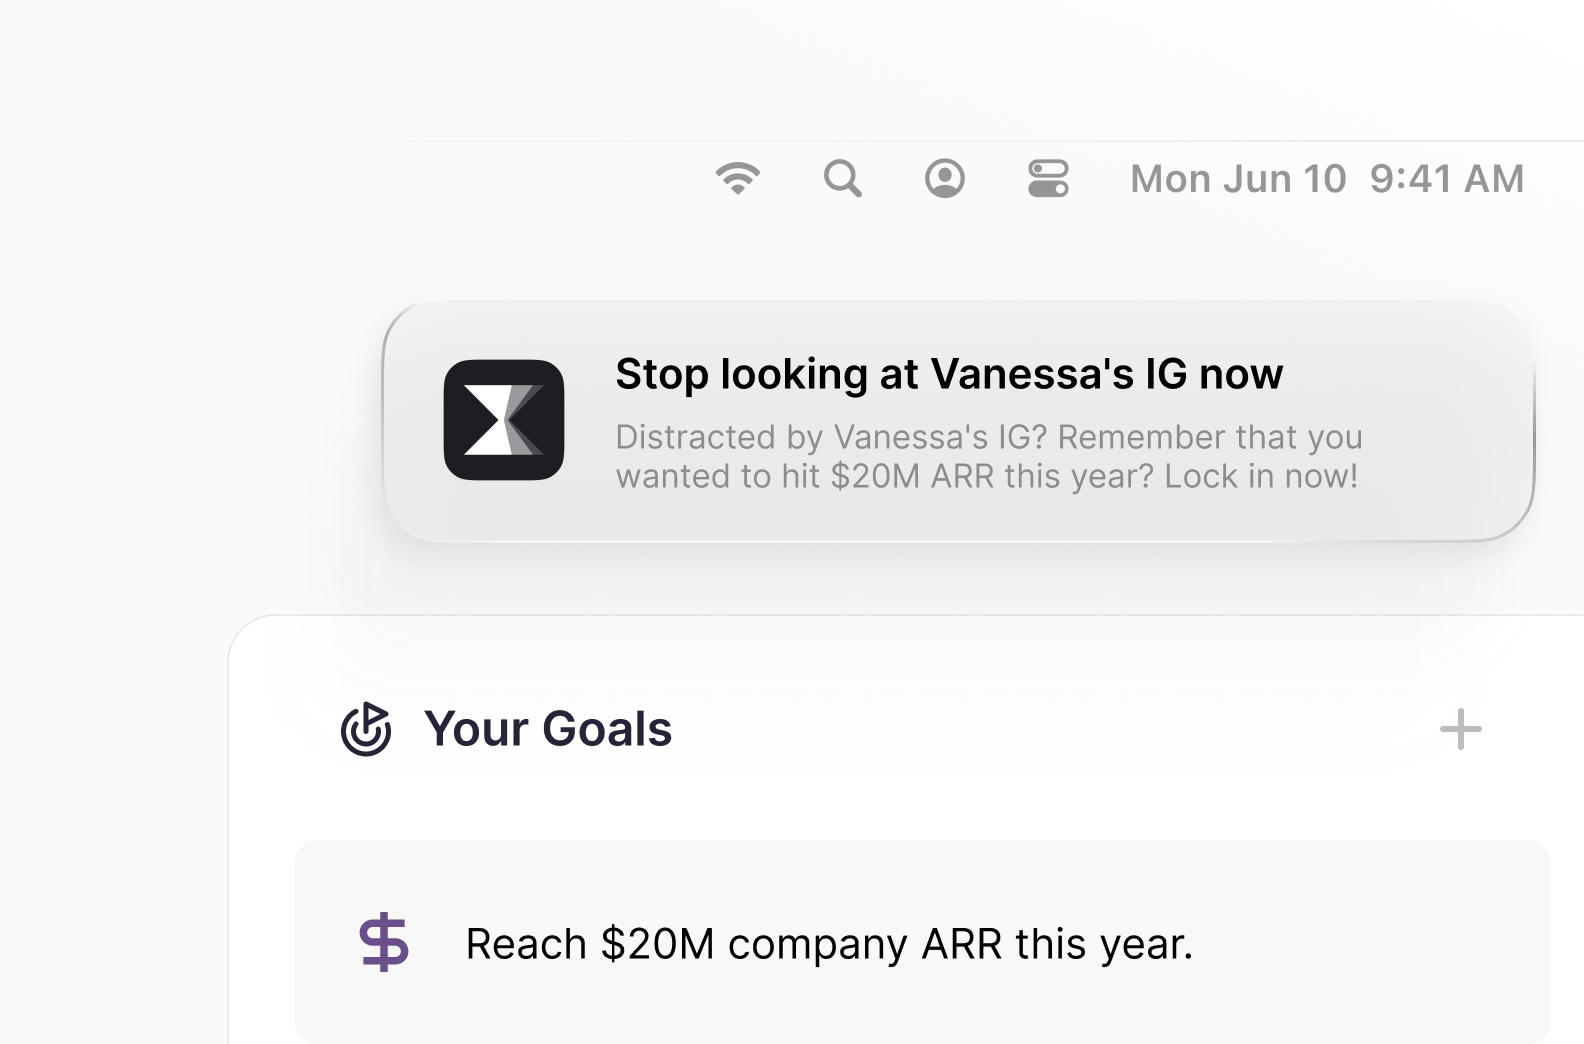 Mon Jun 10 9:41 AM
Stop looking at Vanessa's IG now
Distracted by Vanessa's IG? Remember that you
wanted to hit $20M ARR this year? Lock in now!
Your Goals
Reach $20M company ARR this year.